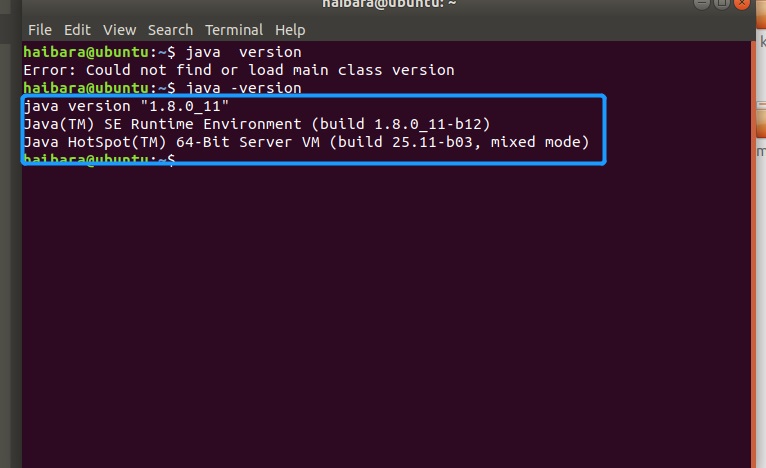 haibara@ubuntu: ~
File Edit View Search Terminal Help
haibara@ubuntu:~$ java  version
Error: Could not find or load main class version
haibara@ubuntu:~$ java -version
java version "1.8.0_11"
Java(TM) SE Runtime Environment (build 1.8.0_11-b12)
Java HotSpot(TM) 64-Bit Server VM (build 25.11-b03, mixed mode)
haibara@ubuntu:~$
k
m